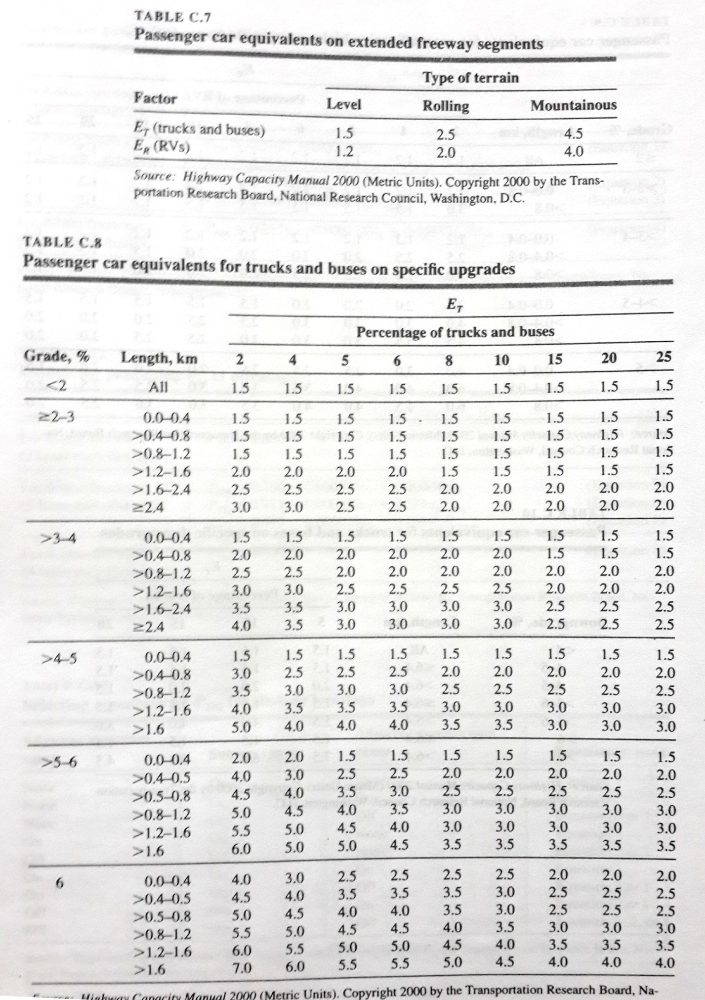 TABLE C.7
Passenger car equivalents on extended freeway segments
Type of terrain
Factor Level Rolling Mountainous
E_T (trucks and buses) 1.5 2.5 4.5
E_R (RVs) 1.2 2.0 4.0
Source: Highway Capacity Manual 2000 (Metric Units). Copyright 2000 by the Trans-
portation Research Board, National Research Council, Washington, D.C.
TABLE C.8
Passenger car equivalents for trucks and buses on specific upgrades
E_T
Percentage of trucks and buses
Grade, % Length, km 2 4 5 6 8 10 15 20 25
<2 All 1.5 1.5 1.5 1.5 1.5 1.5 1.5 1.5 1.5
≥2–3 0.0–0.4 1.5 1.5 1.5 1.5 1.5 1.5 1.5 1.5 1.5
>0.4–0.8 1.5 1.5 1.5 1.5 1.5 1.5 1.5 1.5 1.5
>0.8–1.2 1.5 1.5 1.5 1.5 1.5 1.5 1.5 1.5 1.5
>1.2–1.6 2.0 2.0 2.0 2.0 1.5 1.5 1.5 1.5 1.5
>1.6–2.4 2.5 2.5 2.5 2.5 2.0 2.0 2.0 2.0 2.0
≥2.4 3.0 3.0 2.5 2.5 2.0 2.0 2.0 2.0 2.0
>3–4 0.0–0.4 1.5 1.5 1.5 1.5 1.5 1.5 1.5 1.5 1.5
>0.4–0.8 2.0 2.0 2.0 2.0 2.0 2.0 1.5 1.5 1.5
>0.8–1.2 2.5 2.5 2.0 2.0 2.0 2.0 2.0 2.0 2.0
>1.2–1.6 3.0 3.0 2.5 2.5 2.5 2.5 2.0 2.0 2.0
>1.6–2.4 3.5 3.5 3.0 3.0 3.0 3.0 2.5 2.5 2.5
≥2.4 4.0 3.5 3.0 3.0 3.0 3.0 2.5 2.5 2.5
>4–5 0.0–0.4 1.5 1.5 1.5 1.5 1.5 1.5 1.5 1.5 1.5
>0.4–0.8 3.0 2.5 2.5 2.5 2.0 2.0 2.0 2.0 2.0
>0.8–1.2 3.5 3.0 3.0 3.0 2.5 2.5 2.5 2.5 2.5
>1.2–1.6 4.0 3.5 3.5 3.5 3.0 3.0 3.0 3.0 3.0
>1.6 5.0 4.0 4.0 4.0 3.5 3.5 3.0 3.0 3.0
>5–6 0.0–0.4 2.0 2.0 1.5 1.5 1.5 1.5 1.5 1.5 1.5
>0.4–0.5 4.0 3.0 2.5 2.5 2.0 2.0 2.0 2.0 2.0
>0.5–0.8 4.5 4.0 3.5 3.0 2.5 2.5 2.5 2.5 2.5
>0.8–1.2 5.0 4.5 4.0 3.5 3.0 3.0 3.0 3.0 3.0
>1.2–1.6 5.5 5.0 4.5 4.0 3.0 3.0 3.0 3.0 3.0
>1.6 6.0 5.0 5.0 4.5 3.5 3.5 3.5 3.5 3.5
6 0.0–0.4 4.0 3.0 2.5 2.5 2.5 2.5 2.0 2.0 2.0
>0.4–0.5 4.5 4.0 3.5 3.5 3.5 3.0 2.5 2.5 2.5
>0.5–0.8 5.0 4.5 4.0 4.0 3.5 3.0 2.5 2.5 2.5
>0.8–1.2 5.5 5.0 4.5 4.5 4.0 3.5 3.0 3.0 3.0
>1.2–1.6 6.0 5.5 5.0 5.0 4.5 4.0 3.5 3.5 3.5
>1.6 7.0 6.0 5.5 5.5 5.0 4.5 4.0 4.0 4.0
Highway Capacity Manual 2000 (Metric Units). Copyright 2000 by the Transportation Research Board, Na-